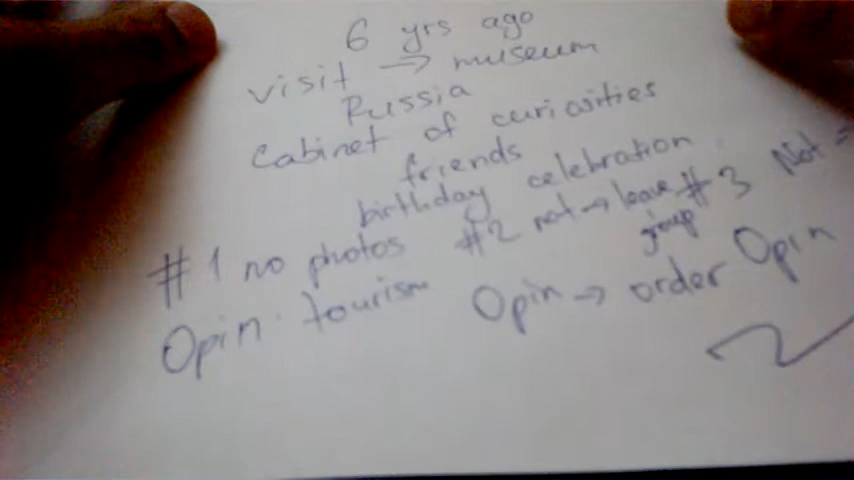 6 yrs ago
visit → museum
Russia
Cabinet of curiosities
friends
birthday celebration
#1 no photos #2 not → leave group #3 Not =
Opin. tourism Opin → order Opin